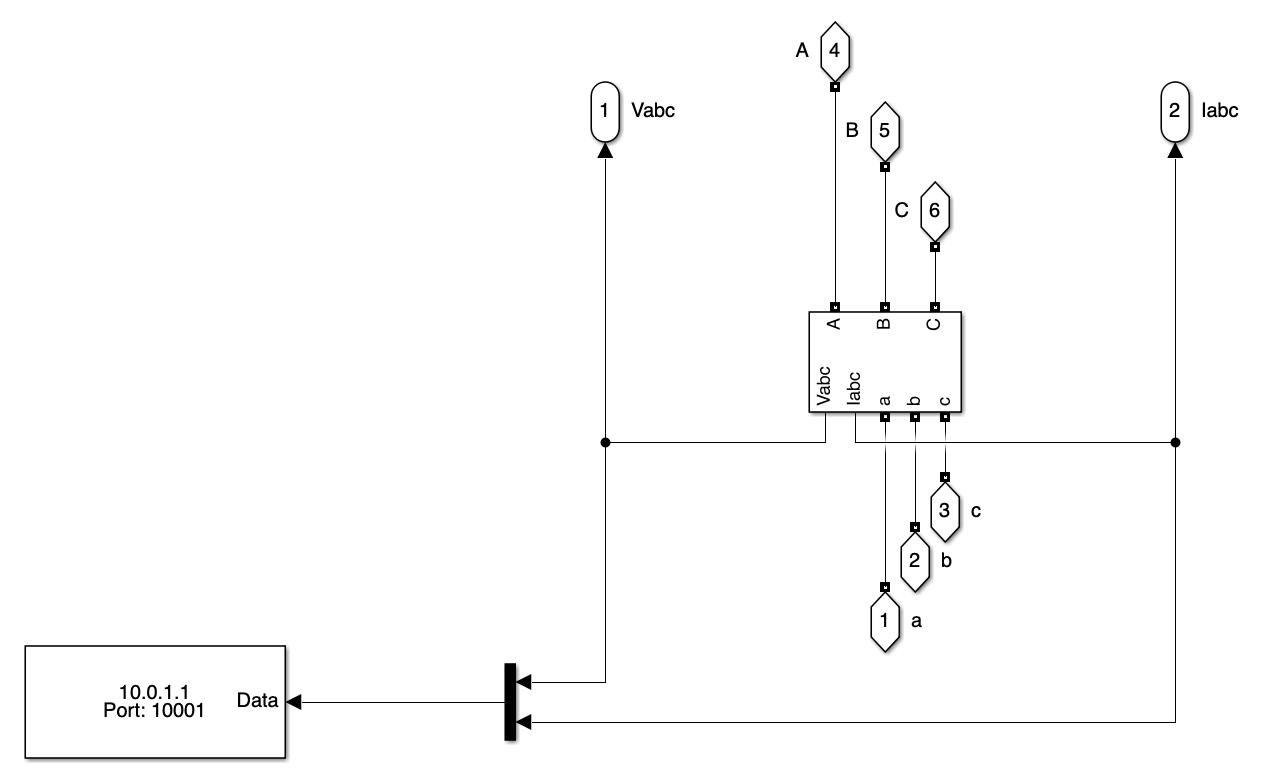 A 4
1 Vabc
2 Iabc
B 5
C 6
A B C
Vabc Iabc a b c
3 c
2 b
1 a
10.0.1.1
Port: 10001
Data